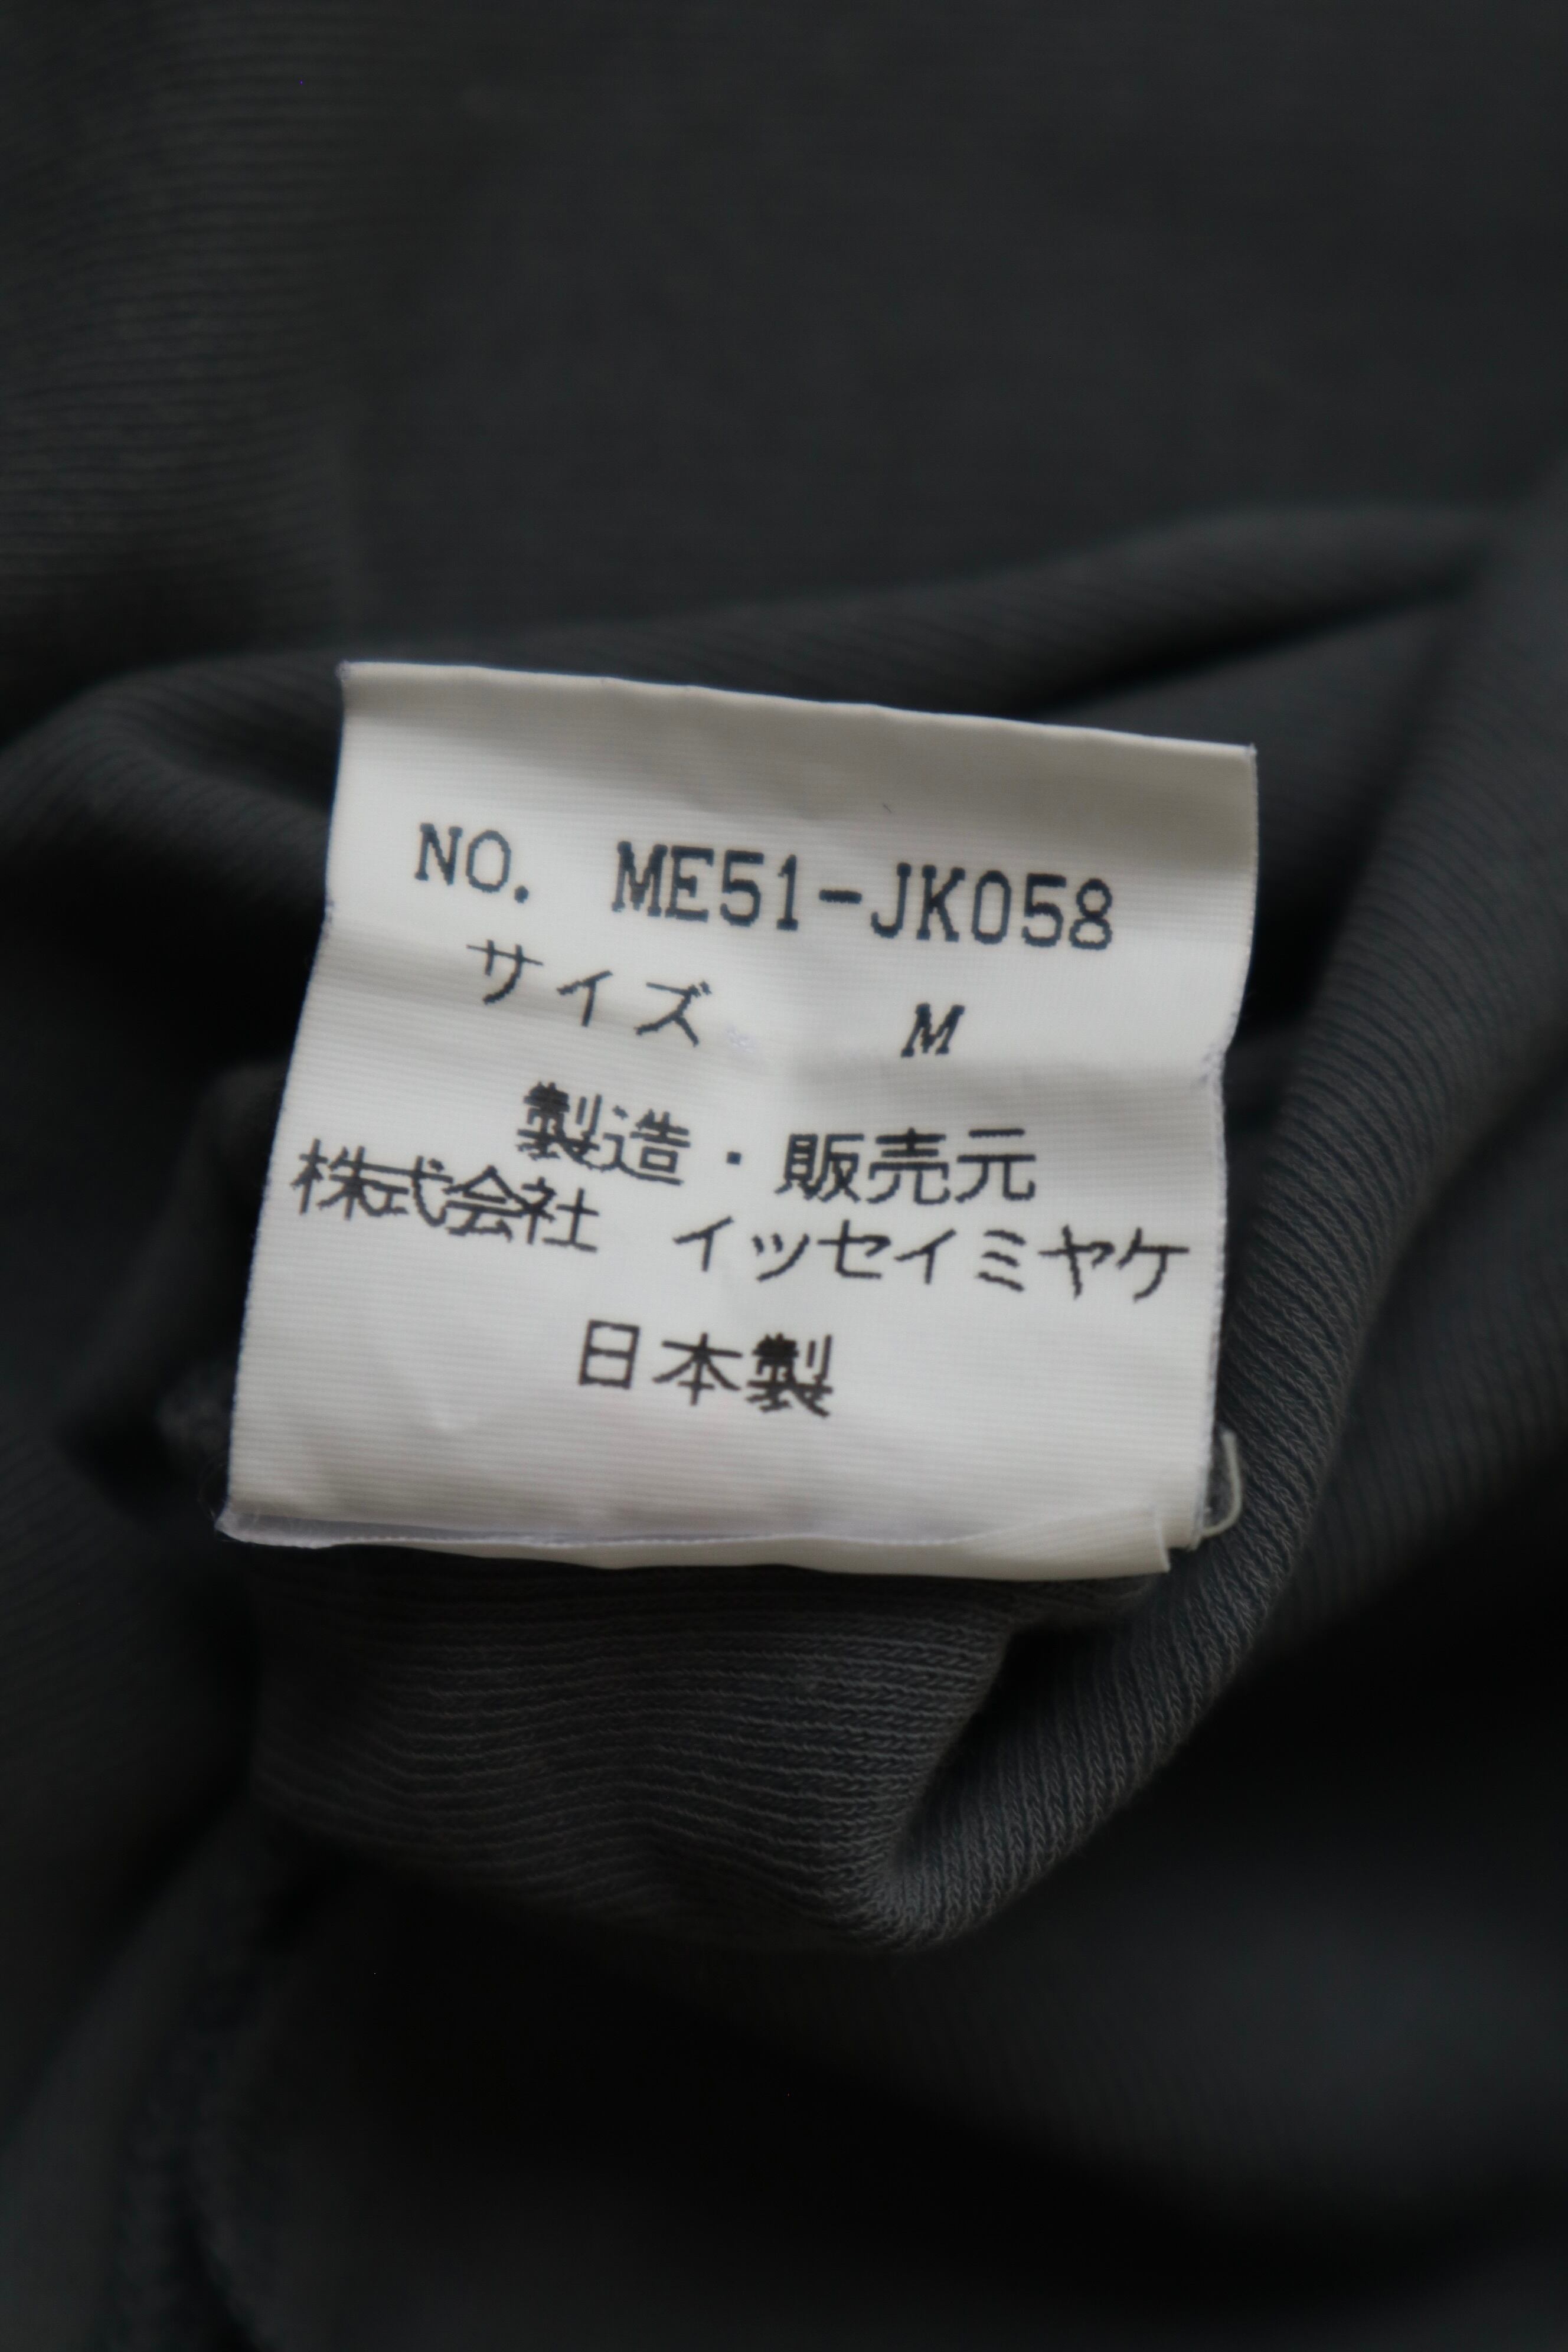 NO. ME51-JK058
サイズ M
製造・販売元
株式会社 イッセイミヤケ
日本製